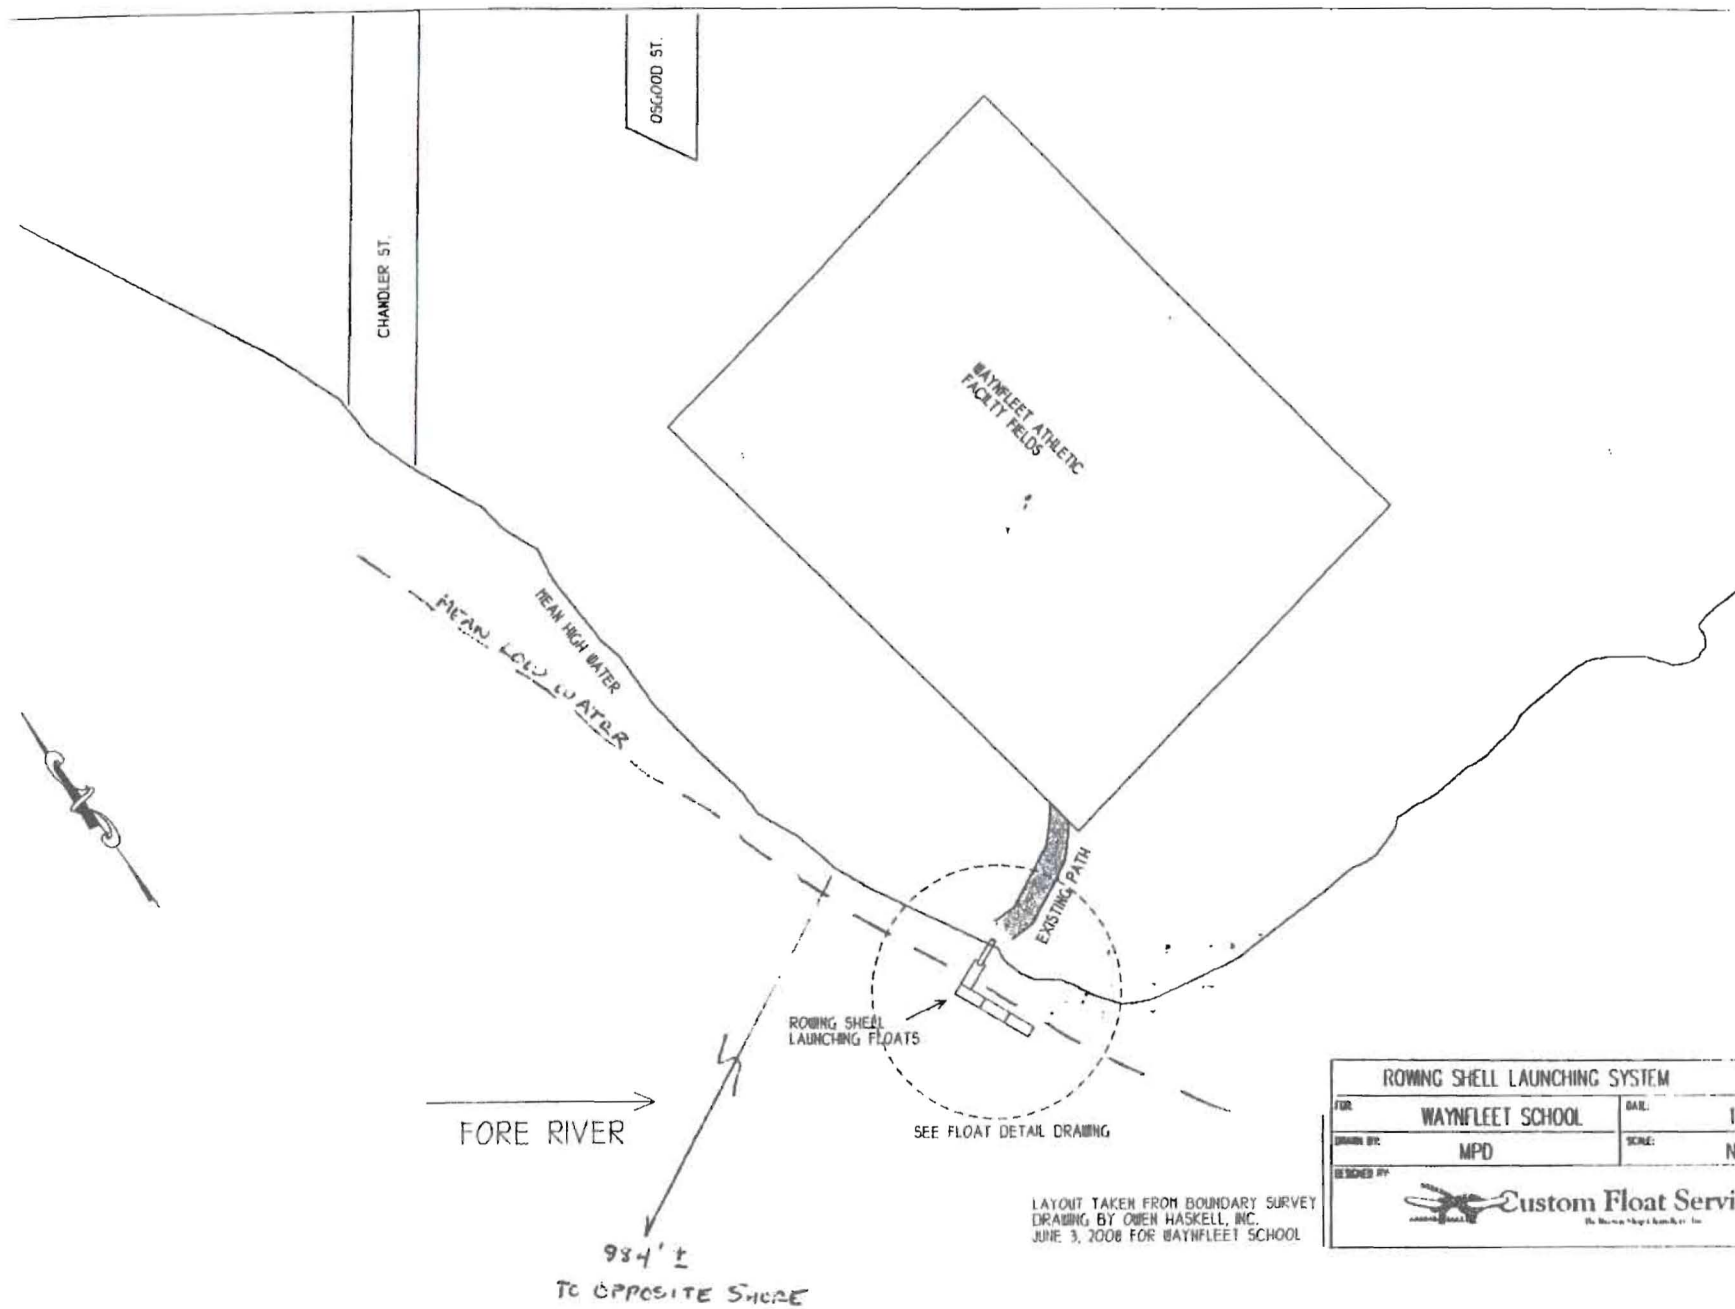 OSGOOD ST.
CHANDLER ST.
WAYNFLEET ATHLETIC
FACILTY FIELDS
MEAN HIGH WATER
MEAN LOW WATER
EXISTING PATH
ROWING SHELL
LAUNCHING FLOATS
FORE RIVER
SEE FLOAT DETAIL DRAWING
984' ±
TO OPPOSITE SHORE
LAYOUT TAKEN FROM BOUNDARY SURVEY
DRAWING BY OWEN HASKELL, INC.
JUNE 3, 2008 FOR WAYNFLEET SCHOOL
ROWING SHELL LAUNCHING SYSTEM
FOR: WAYNFLEET SCHOOL
DATE: 1
DRAWN BY: MPD
SCALE: N
DESIGNED BY:
Custom Float Servi